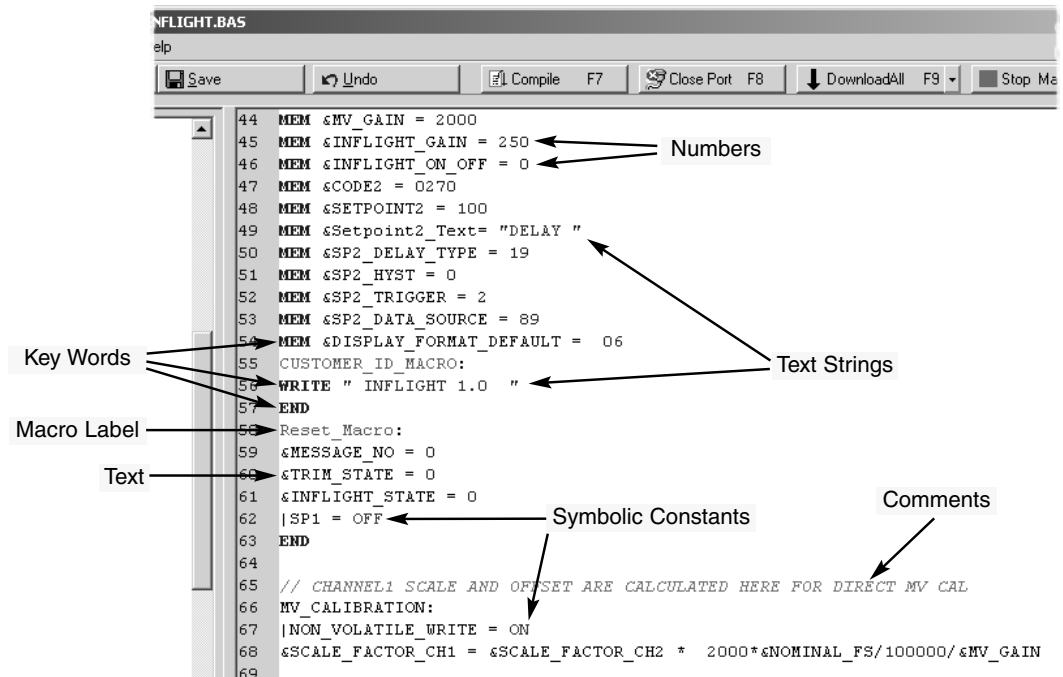 NFLIGHT.BAS
elp
Save Undo Compile F7 Close Port F8 DownloadAll F9 Stop Ma
44 MEM &MV_GAIN = 2000
45 MEM &INFLIGHT_GAIN = 250
Numbers
46 MEM &INFLIGHT_ON_OFF = 0
47 MEM &CODE2 = 0270
48 MEM &SETPOINT2 = 100
49 MEM &Setpoint2_Text= "DELAY "
50 MEM &SP2_DELAY_TYPE = 19
51 MEM &SP2_HYST = 0
52 MEM &SP2_TRIGGER = 2
53 MEM &SP2_DATA_SOURCE = 89
54 MEM &DISPLAY_FORMAT_DEFAULT =  06
Key Words
55 CUSTOMER_ID_MACRO:
Text Strings
56 WRITE " INFLIGHT 1.0  "
57 END
Macro Label
58 Reset_Macro:
59 &MESSAGE_NO = 0
Text
60 &TRIM_STATE = 0
61 &INFLIGHT_STATE = 0
Comments
62 |SP1 = OFF
Symbolic Constants
63 END
64
65 // CHANNEL1 SCALE AND OFFSET ARE CALCULATED HERE FOR DIRECT MV CAL
66 MV_CALIBRATION:
67 |NON_VOLATILE_WRITE = ON
68 &SCALE_FACTOR_CH1 = &SCALE_FACTOR_CH2 *  2000*&NOMINAL_FS/100000/&MV_GAIN
69